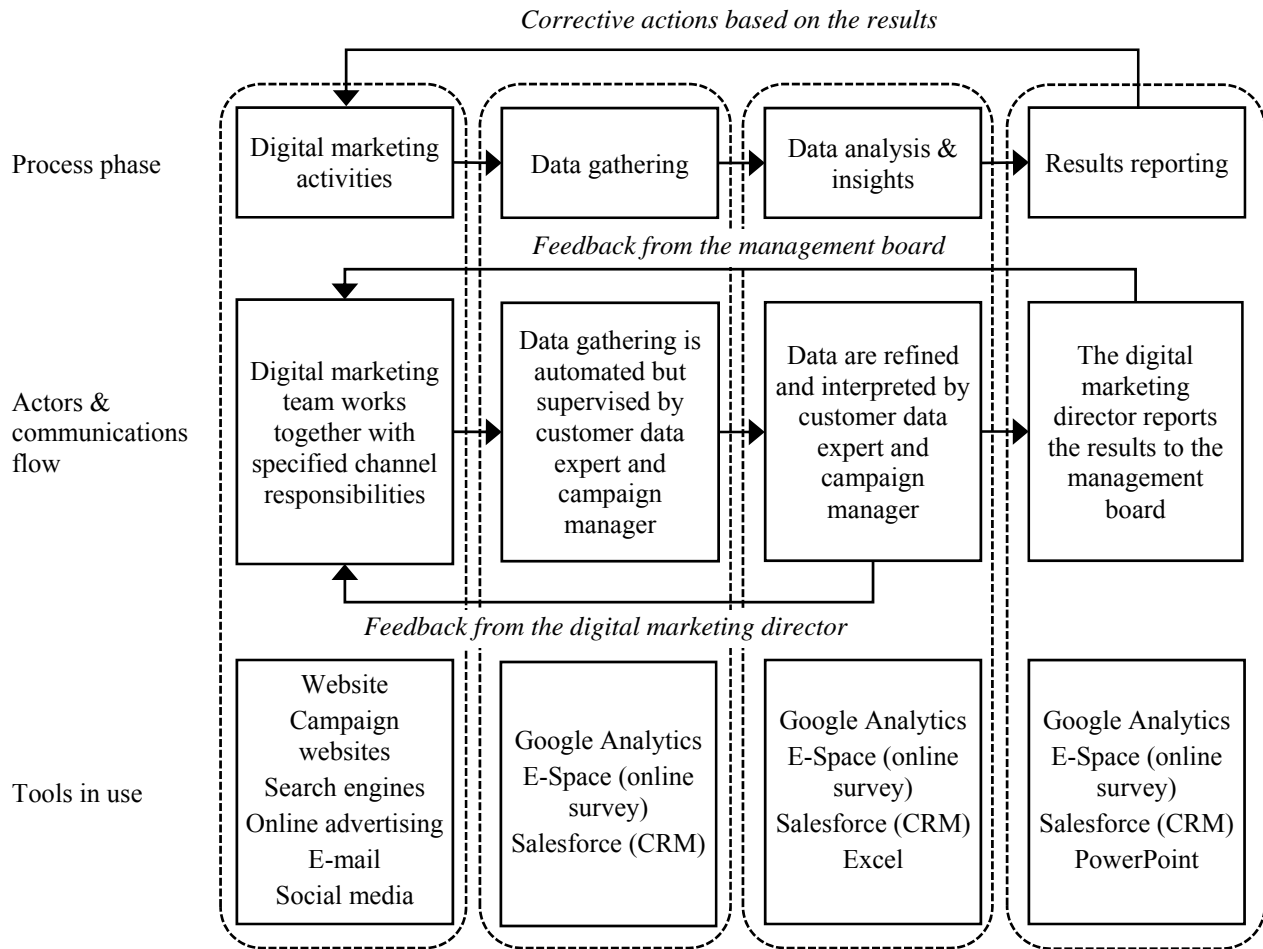 Corrective actions based on the results
Process phase
Digital marketing
activities
Data gathering
Data analysis &
insights
Results reporting
Feedback from the management board
Actors &
communications
flow
Digital marketing
team works
together with
specified channel
responsibilities
Data gathering is
automated but
supervised by
customer data
expert and
campaign
manager
Data are refined
and interpreted by
customer data
expert and
campaign
manager
The digital
marketing
director reports
the results to the
management
board
Feedback from the digital marketing director
Tools in use
Website
Campaign
websites
Search engines
Online advertising
E-mail
Social media
Google Analytics
E-Space (online
survey)
Salesforce (CRM)
Google Analytics
E-Space (online
survey)
Salesforce (CRM)
Excel
Google Analytics
E-Space (online
survey)
Salesforce (CRM)
PowerPoint